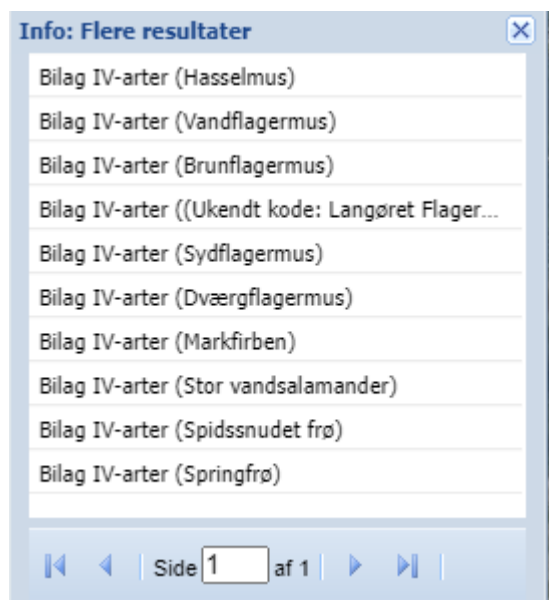 Info: Flere resultater
Bilag IV-arter (Hasselmus)
Bilag IV-arter (Vandflagermus)
Bilag IV-arter (Brunflagermus)
Bilag IV-arter ((Ukendt kode: Langøret Flager...
Bilag IV-arter (Sydflagermus)
Bilag IV-arter (Dværgflagermus)
Bilag IV-arter (Markfirben)
Bilag IV-arter (Stor vandsalamander)
Bilag IV-arter (Spidssnudet frø)
Bilag IV-arter (Springfrø)
Side 1 af 1